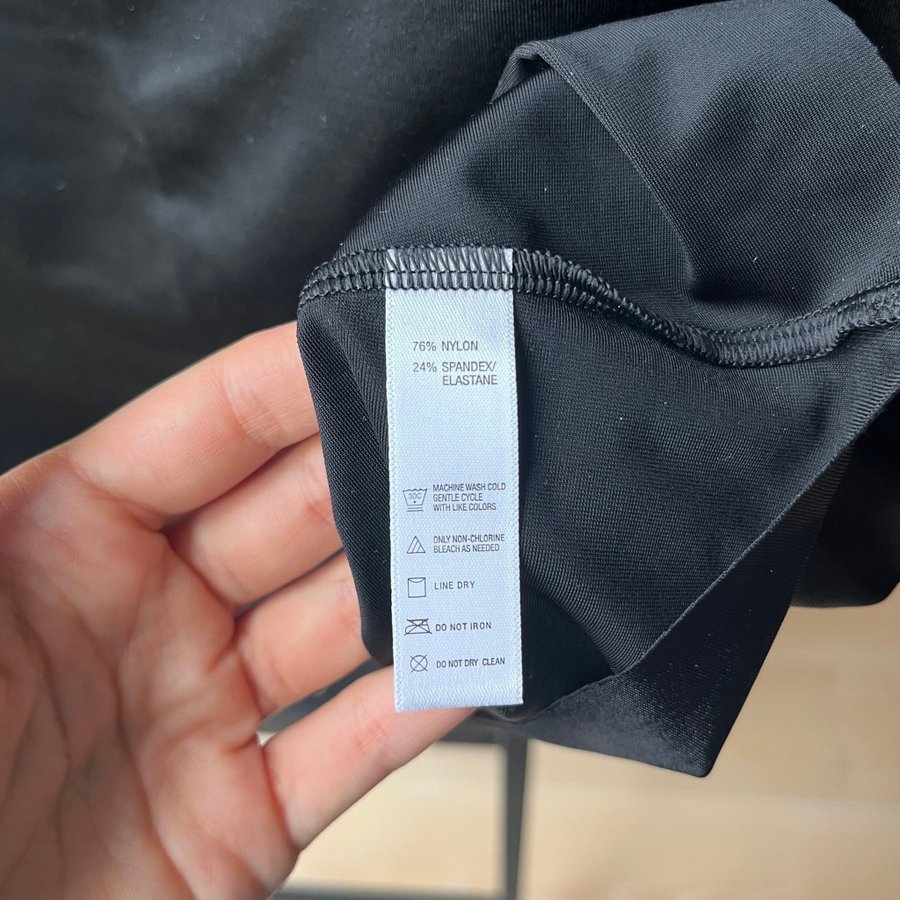 76% NYLON
24% SPANDEX/
ELASTANE
30C
MACHINE WASH COLD
GENTLE CYCLE
WITH LIKE COLORS
ONLY NON-CHLORINE
BLEACH AS NEEDED
LINE DRY
DO NOT IRON
DO NOT DRY CLEAN